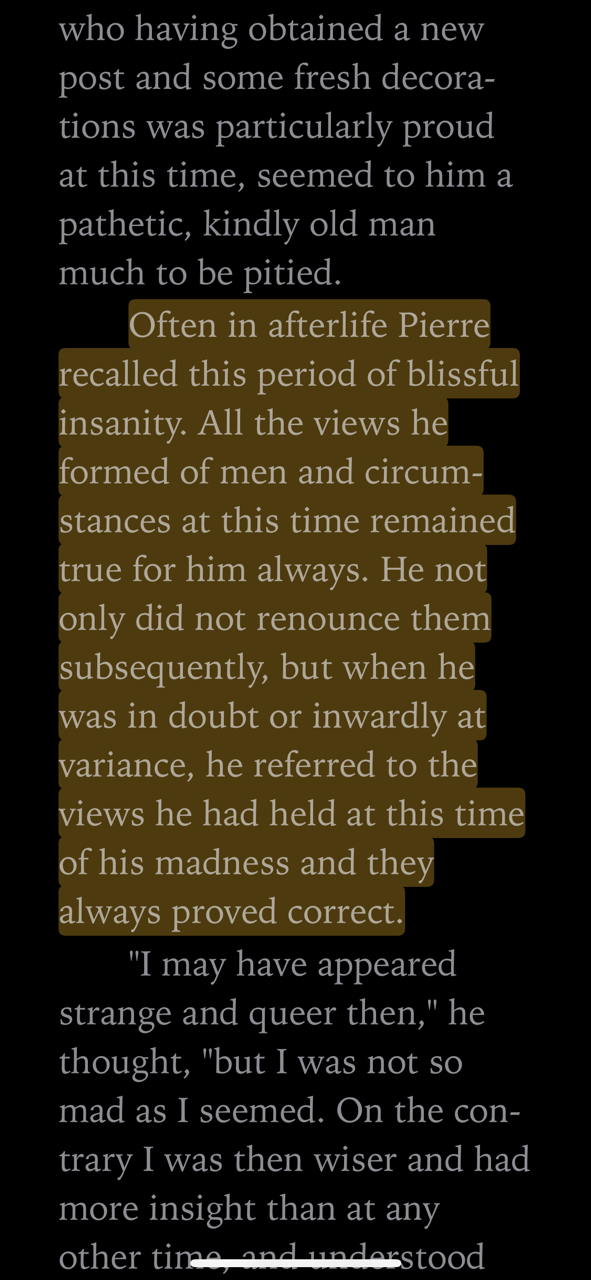 who having obtained a new
post and some fresh decora-
tions was particularly proud
at this time, seemed to him a
pathetic, kindly old man
much to be pitied.
Often in afterlife Pierre
recalled this period of blissful
insanity. All the views he
formed of men and circum-
stances at this time remained
true for him always. He not
only did not renounce them
subsequently, but when he
was in doubt or inwardly at
variance, he referred to the
views he had held at this time
of his madness and they
always proved correct.
"I may have appeared
strange and queer then," he
thought, "but I was not so
mad as I seemed. On the con-
trary I was then wiser and had
more insight than at any
other time, and understood